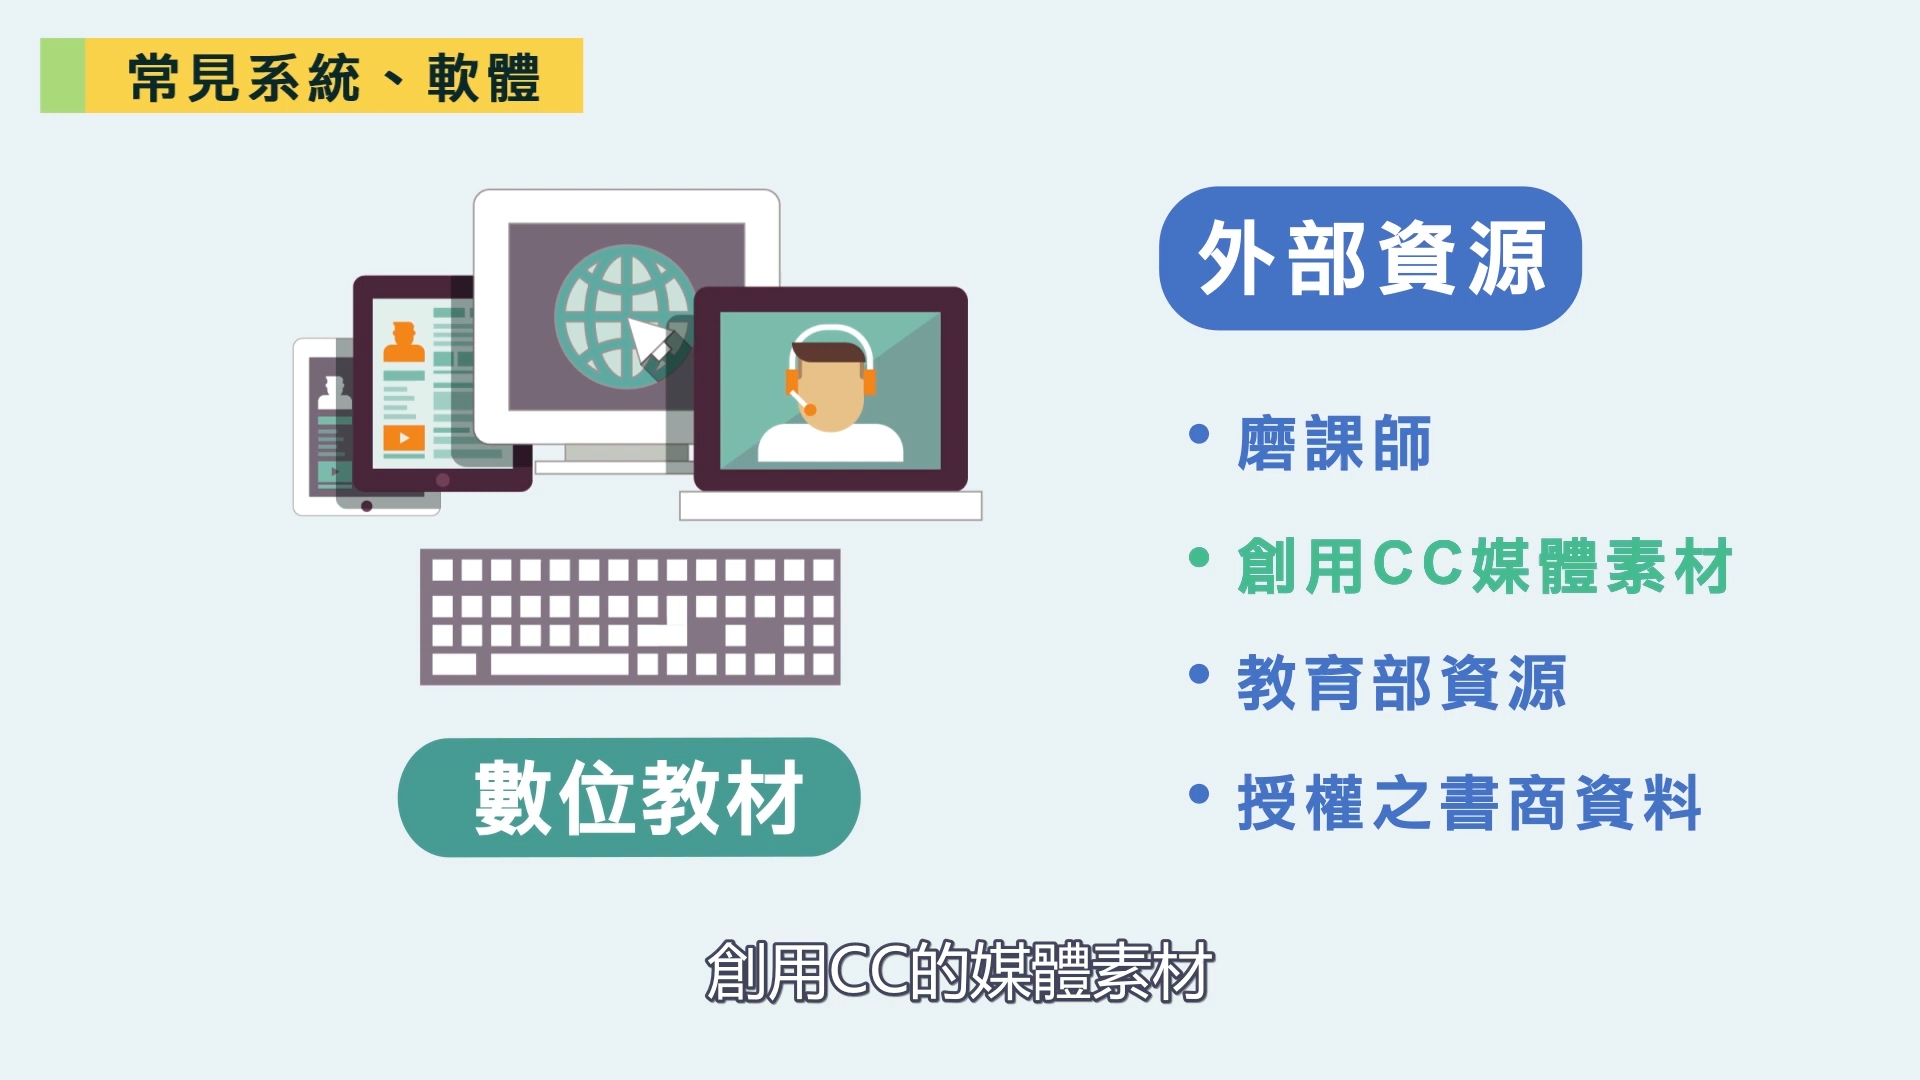 常見系統、軟體
外部資源
磨課師
創用CC媒體素材
教育部資源
授權之書商資料
數位教材
創用CC的媒體素材